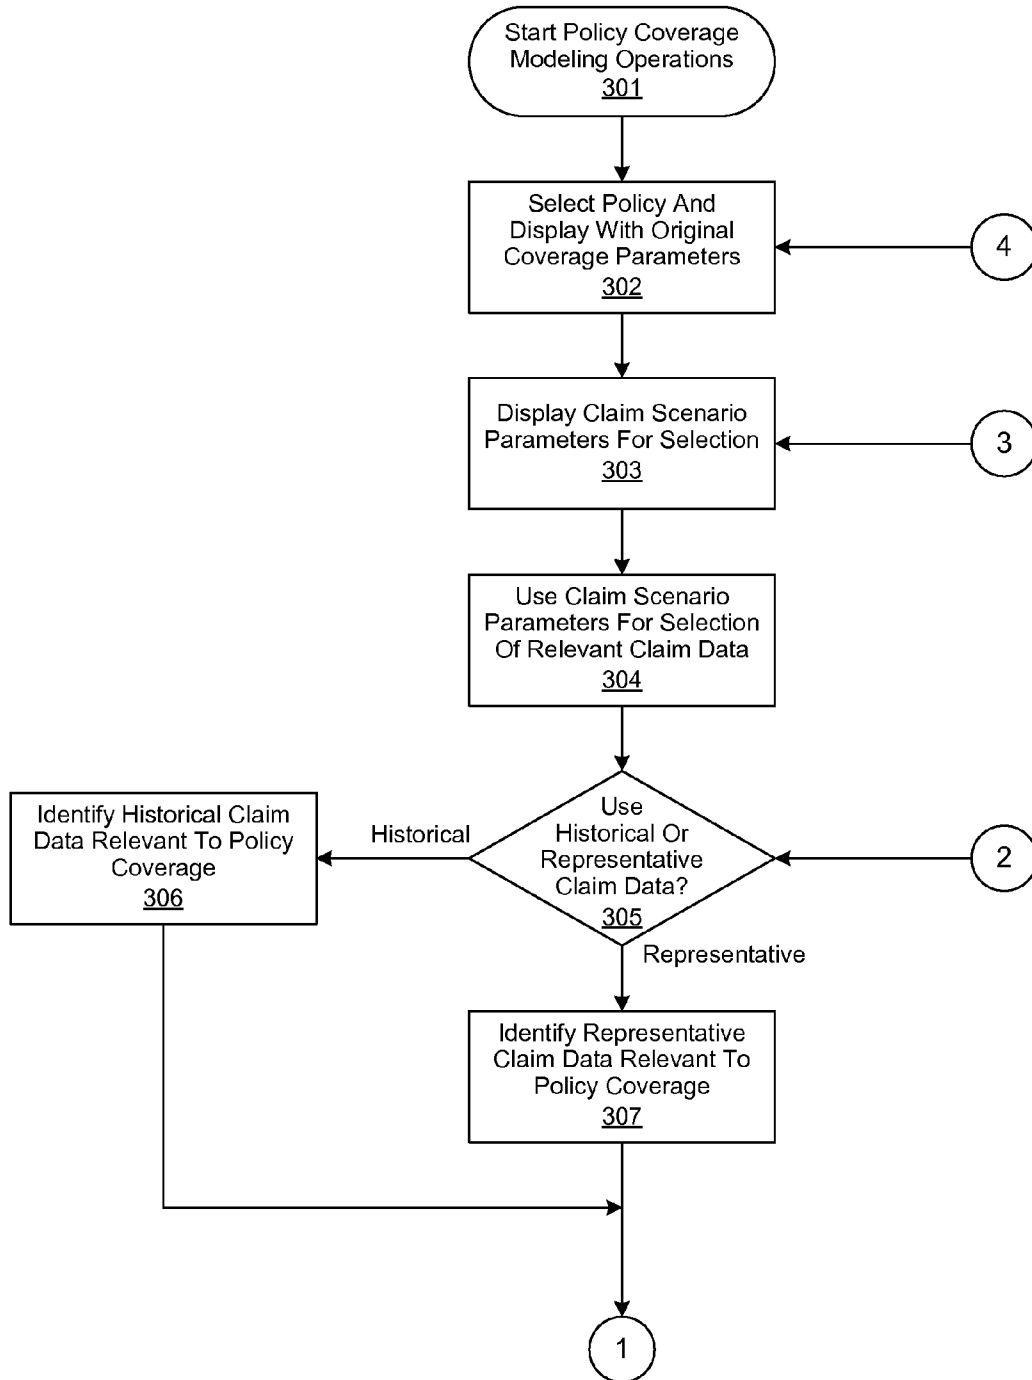 Start Policy Coverage
Modeling Operations
301
Select Policy And
Display With Original
Coverage Parameters
302
4
Display Claim Scenario
Parameters For Selection
303
3
Use Claim Scenario
Parameters For Selection
Of Relevant Claim Data
304
Identify Historical Claim
Data Relevant To Policy
Coverage
306
Historical
Use
Historical Or
Representative
Claim Data?
305
2
Representative
Identify Representative
Claim Data Relevant To
Policy Coverage
307
1